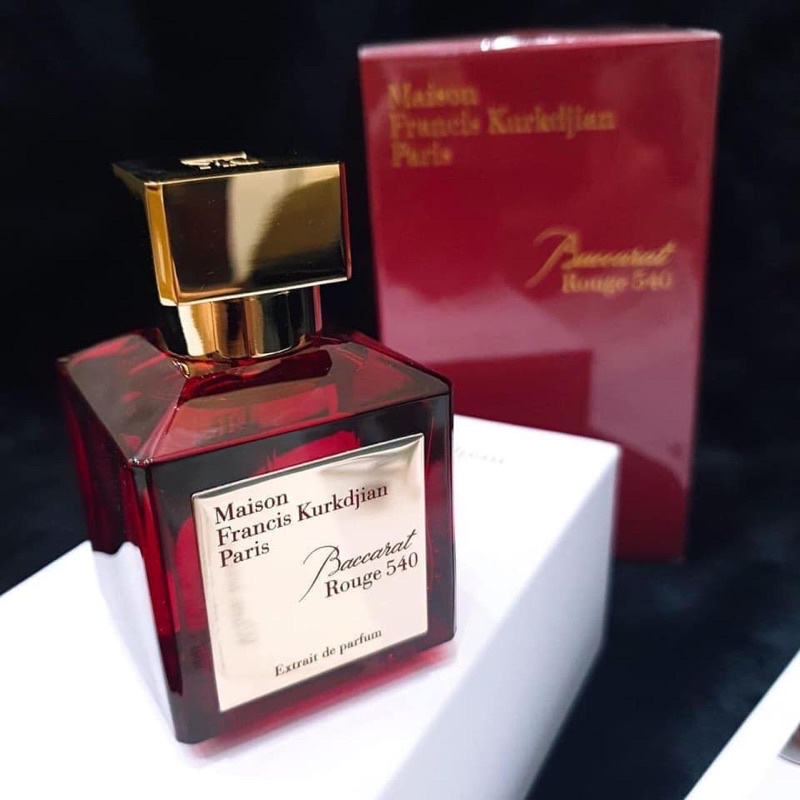 Maison
Francis Kurkdjian
Paris
Baccarat
Rouge 540
Maison
Francis Kurkdjian
Paris
Baccarat
Rouge 540
Extrait de parfum